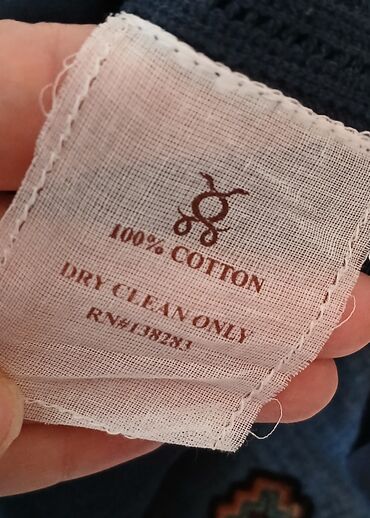 100% COTTON
DRY CLEAN ONLY
RN#138283